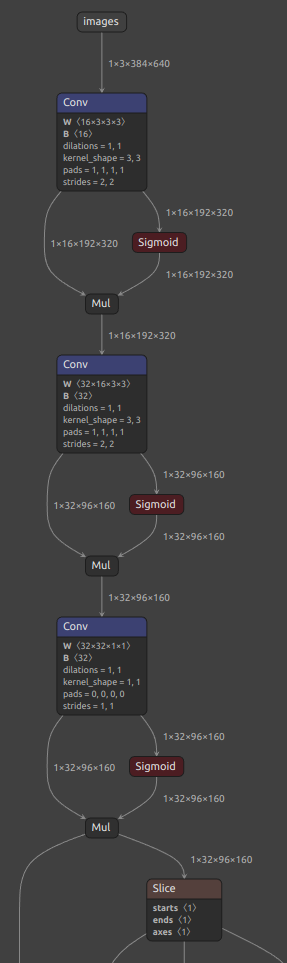 images
1×3×384×640
Conv
W ⟨16×3×3×3⟩
B ⟨16⟩
dilations = 1, 1
kernel_shape = 3, 3
pads = 1, 1, 1, 1
strides = 2, 2
1×16×192×320
Sigmoid
1×16×192×320
1×16×192×320
Mul
1×16×192×320
Conv
W ⟨32×16×3×3⟩
B ⟨32⟩
dilations = 1, 1
kernel_shape = 3, 3
pads = 1, 1, 1, 1
strides = 2, 2
1×32×96×160
1×32×96×160
Sigmoid
1×32×96×160
Mul
1×32×96×160
Conv
W ⟨32×32×1×1⟩
B ⟨32⟩
dilations = 1, 1
kernel_shape = 1, 1
pads = 0, 0, 0, 0
strides = 1, 1
1×32×96×160
1×32×96×160
Sigmoid
1×32×96×160
Mul
1×32×96×160
Slice
starts ⟨1⟩
ends ⟨1⟩
axes ⟨1⟩